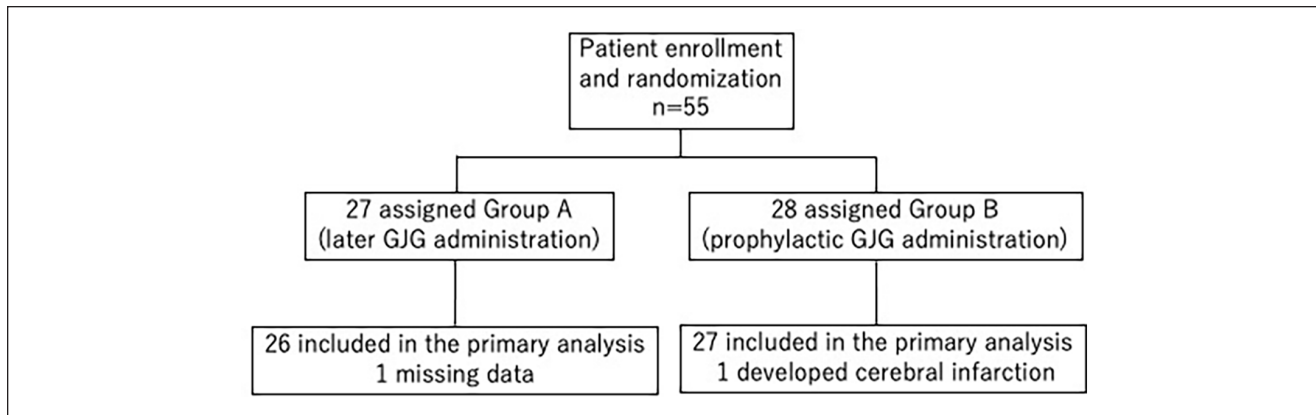 Patient enrollment
and randomization
n=55
27 assigned Group A
(later GJG administration)
28 assigned Group B
(prophylactic GJG administration)
26 included in the primary analysis
1 missing data
27 included in the primary analysis
1 developed cerebral infarction